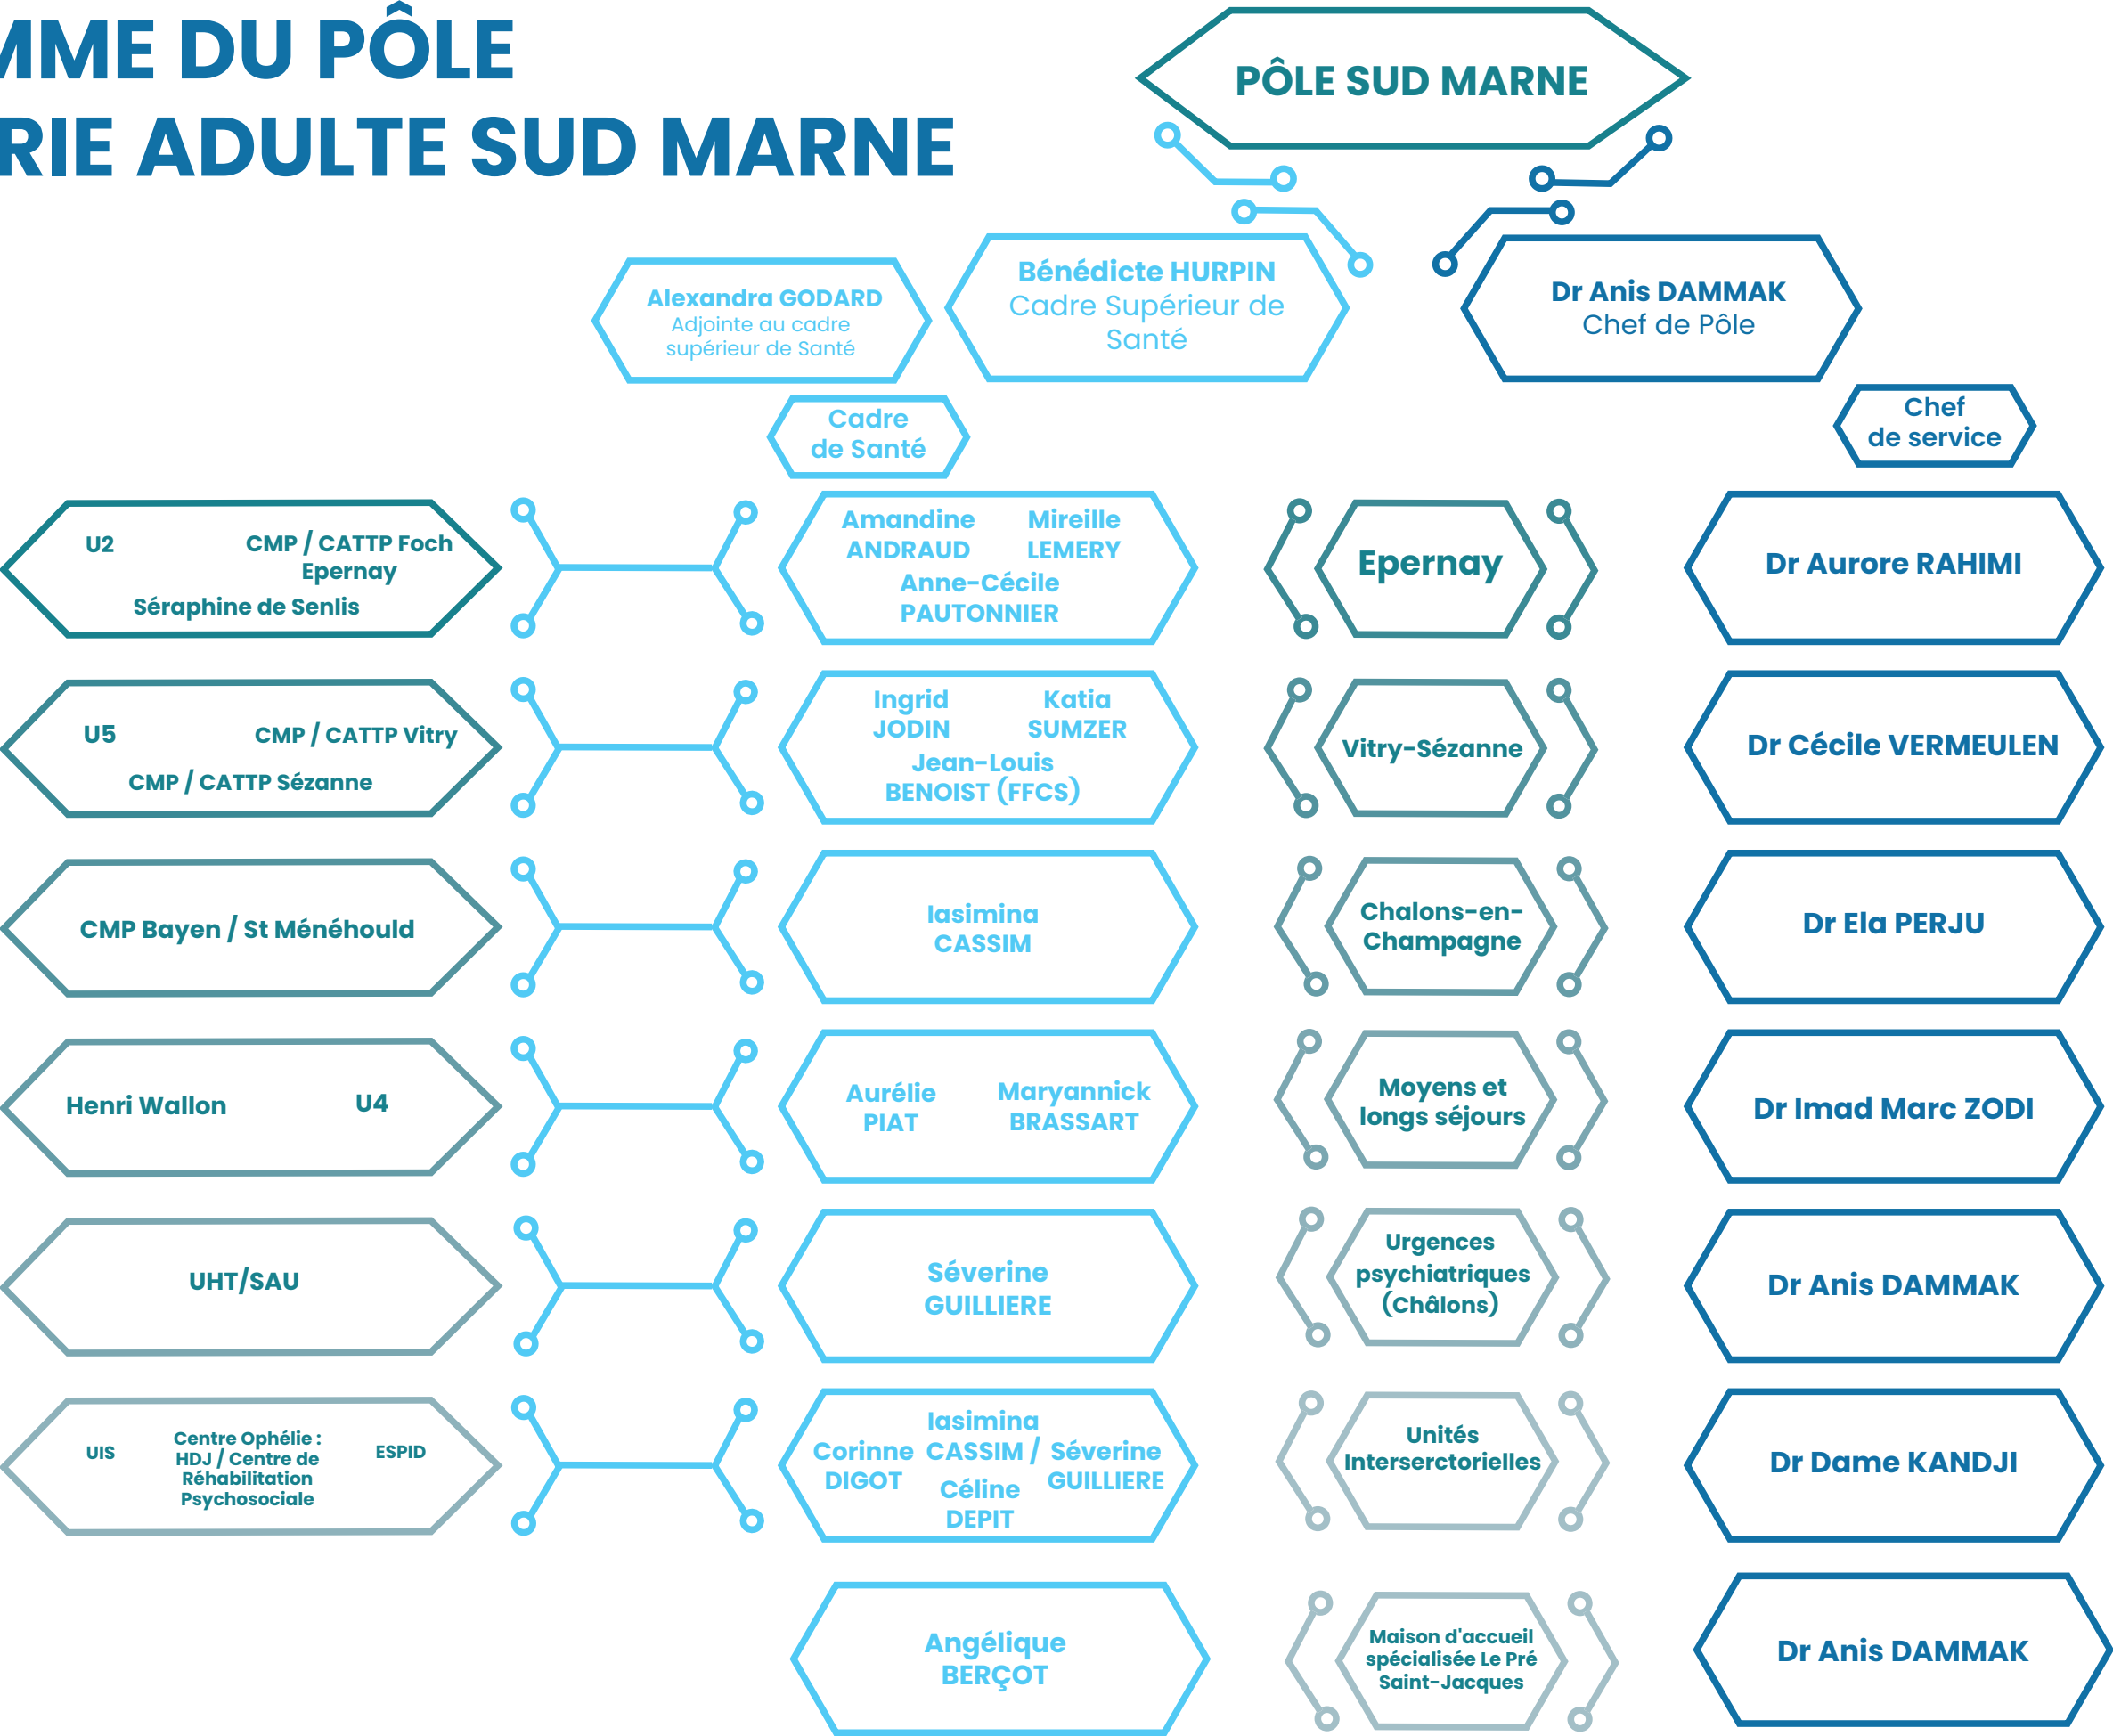 MME DU PÔLE
RIE ADULTE SUD MARNE
PÔLE SUD MARNE
Alexandra GODARD
Adjointe au cadre
supérieur de Santé
Bénédicte HURPIN
Cadre Supérieur de
Santé
Dr Anis DAMMAK
Chef de Pôle
Cadre
de Santé
Chef
de service
U2
CMP / CATTP Foch
Epernay
Séraphine de Senlis
Amandine
ANDRAUD
Mireille
LEMERY
Anne-Cécile
PAUTONNIER
Epernay
Dr Aurore RAHIMI
U5
CMP / CATTP Vitry
CMP / CATTP Sézanne
Ingrid
JODIN
Katia
SUMZER
Jean-Louis
BENOIST (FFCS)
Vitry-Sézanne
Dr Cécile VERMEULEN
CMP Bayen / St Ménéhould
Iasimina
CASSIM
Chalons-en-
Champagne
Dr Ela PERJU
Henri Wallon
U4
Aurélie
PIAT
Maryannick
BRASSART
Moyens et
longs séjours
Dr Imad Marc ZODI
UHT/SAU
Séverine
GUILLIERE
Urgences
psychiatriques
(Châlons)
Dr Anis DAMMAK
UIS
Centre Ophélie :
HDJ / Centre de
Réhabilitation
Psychosociale
ESPID
Corinne
DIGOT
Iasimina
CASSIM /
Céline
DEPIT
Séverine
GUILLIERE
Unités
Interserctorielles
Dr Dame KANDJI
Angélique
BERÇOT
Maison d'accueil
spécialisée Le Pré
Saint-Jacques
Dr Anis DAMMAK